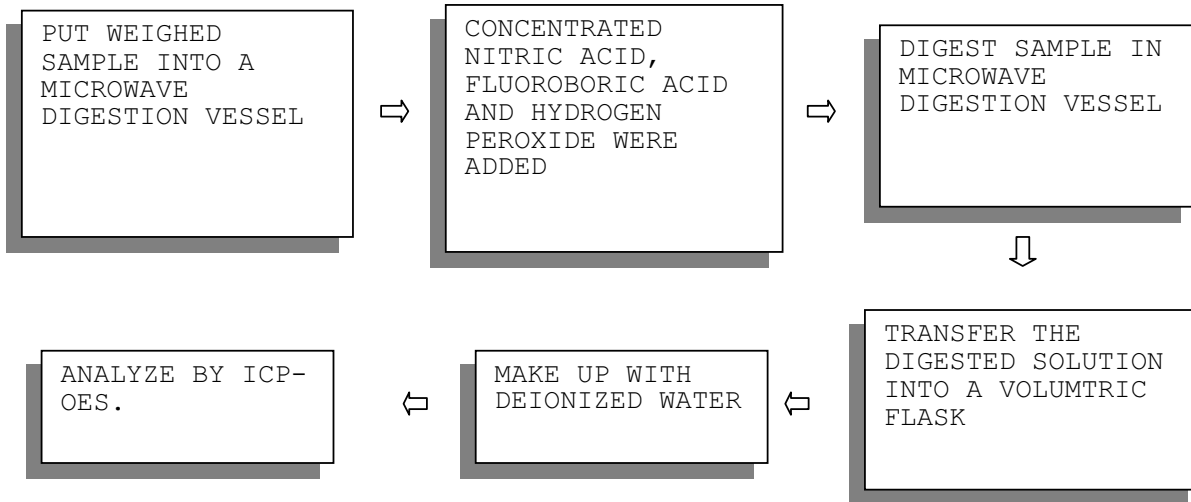 PUT WEIGHED
SAMPLE INTO A
MICROWAVE
DIGESTION VESSEL
CONCENTRATED
NITRIC ACID,
FLUOROBORIC ACID
AND HYDROGEN
PEROXIDE WERE
ADDED
DIGEST SAMPLE IN
MICROWAVE
DIGESTION VESSEL
TRANSFER THE
DIGESTED SOLUTION
INTO A VOLUMTRIC
FLASK
MAKE UP WITH
DEIONIZED WATER
ANALYZE BY ICP-
OES.